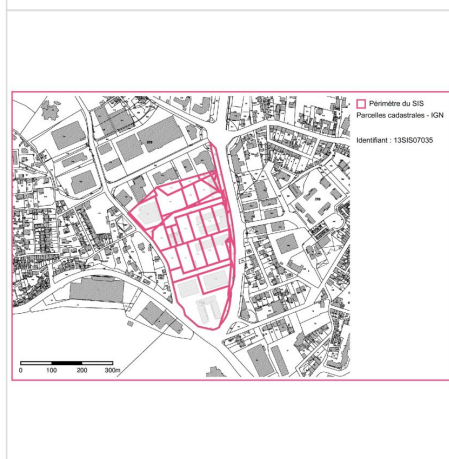 Périmètre du SIS
Parcelles cadastrales - IGN
Identifiant : 13SIS07035
0 100 200 300m